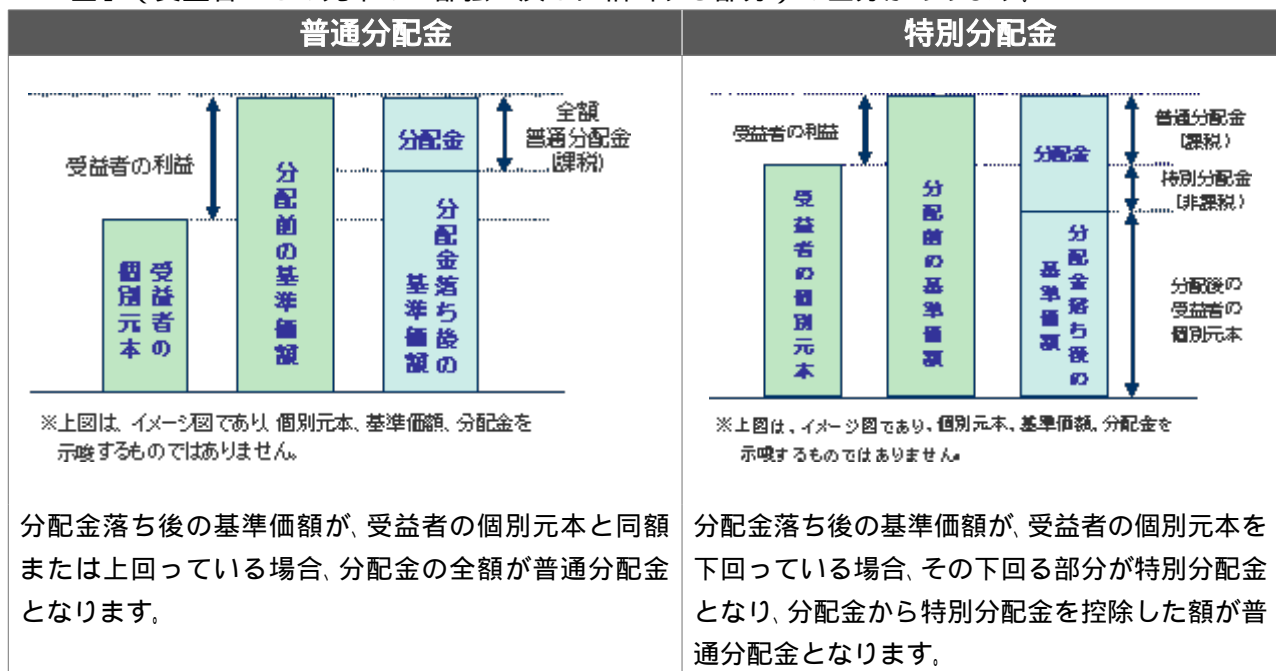 普通分配金
特別分配金
受益者の利益
受益者の
個別元本
分配前の基準価額
分配金
分配金落ち後の
基準価額
全額
普通分配金
(課税)
※上図は、イメージ図であり、個別元本、基準価額、分配金を
示唆するものではありません。
受益者の利益
受益者の個別元本
分配前の基準単価額
分配金
分配金落ち後の
基準価額
普通分配金
(課税)
特別分配金
(非課税)
分配後の
受益者の
個別元本
※上図は、イメージ図であり、個別元本、基準価額、分配金を
示唆するものではありません。
分配金落ち後の基準価額が、受益者の個別元本と同額
または上回っている場合、分配金の全額が普通分配金
となります。
分配金落ち後の基準価額が、受益者の個別元本を
下回っている場合、その下回る部分が特別分配金
となり、分配金から特別分配金を控除した額が普
通分配金となります。